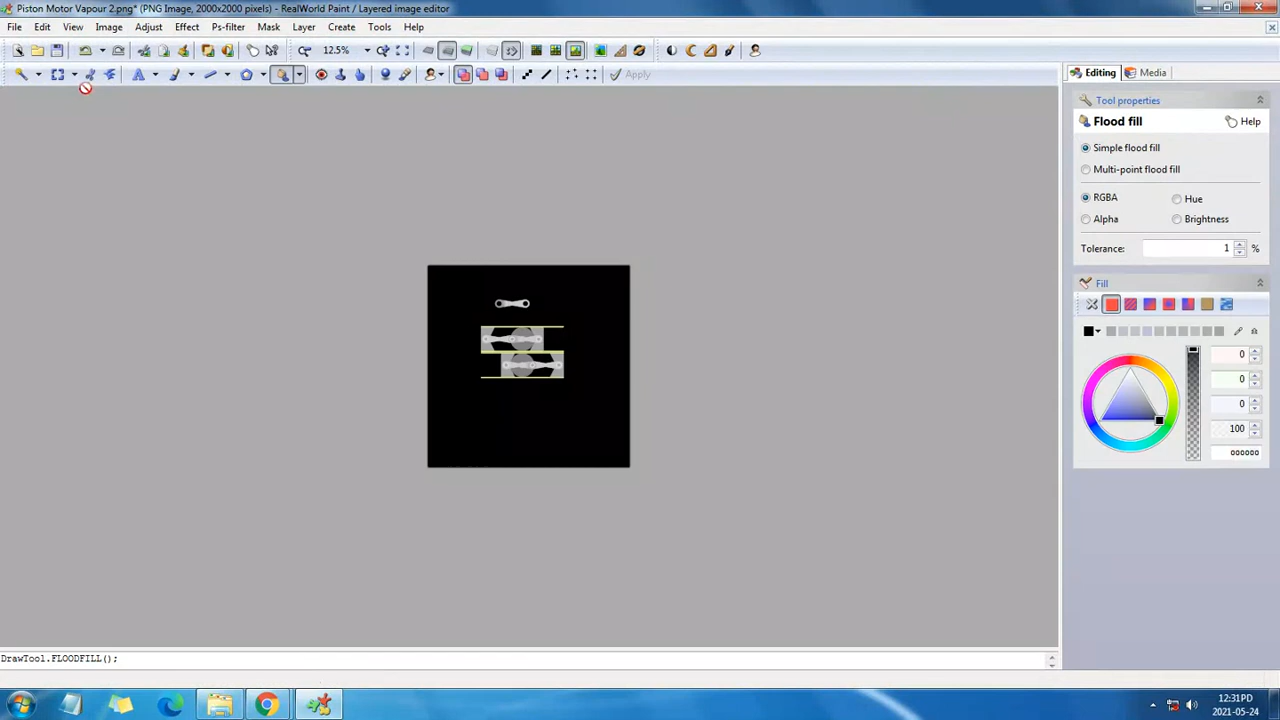 Piston Motor Vapour 2.png* (PNG Image, 2000x2000 pixels) - RealWorld Paint / Layered image editor
File Edit View Image Adjust Effect Ps-filter Mask Layer Create Tools Help
12.5%
Apply
Editing Media
Tool properties
Flood fill Help
Simple flood fill
Multi-point flood fill
RGBA Hue
Alpha Brightness
Tolerance: 1 %
Fill
0
0
0
100
000000
DrawTool.FLOODFILL();
12:31PD
2021-05-24